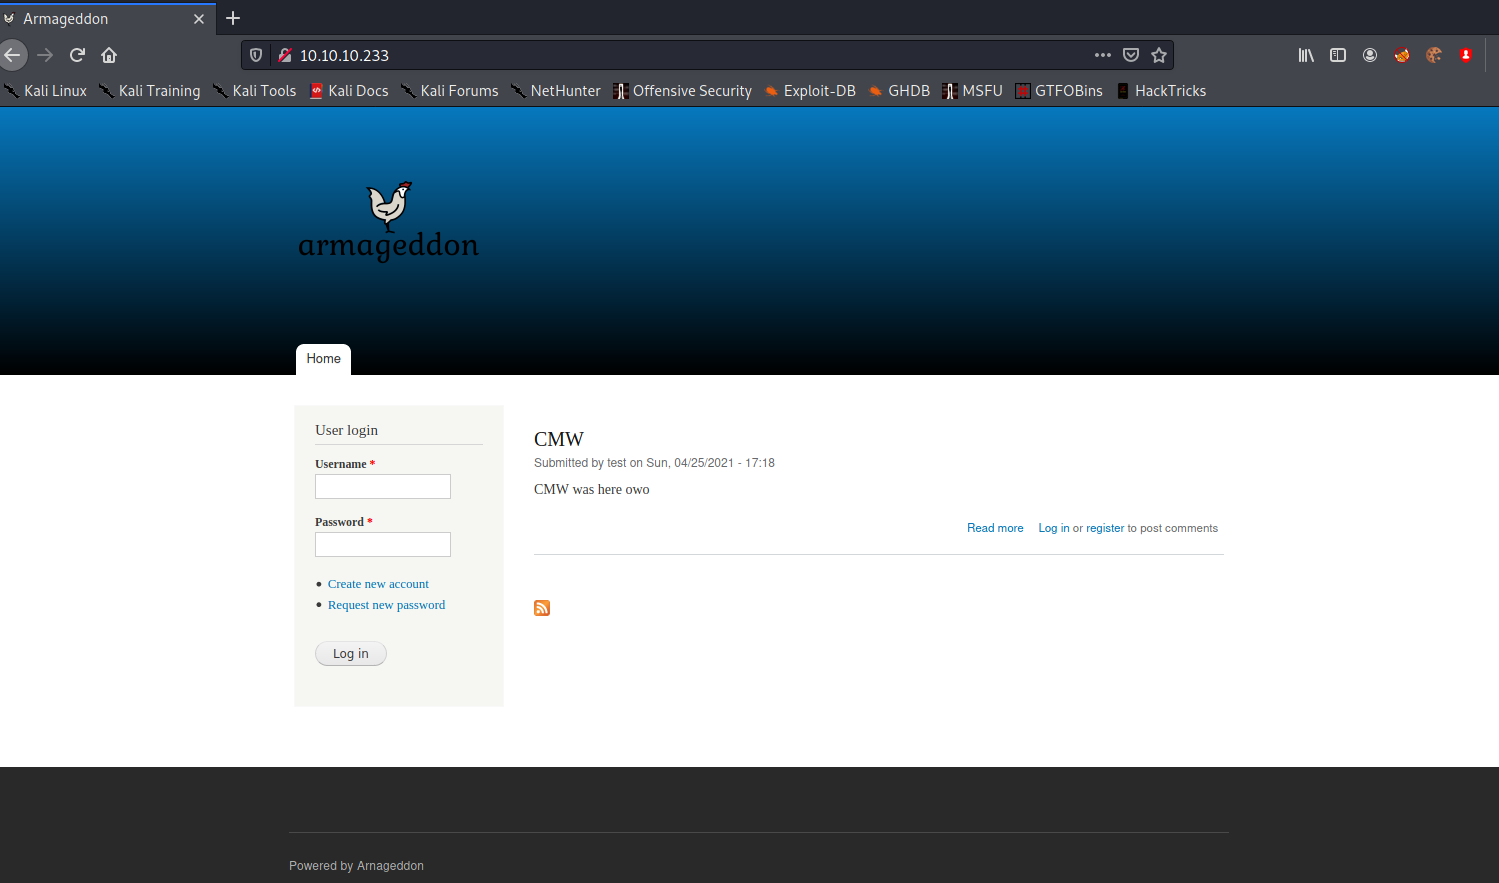 Armageddon
10.10.10.233
Kali Linux Kali Training Kali Tools Kali Docs Kali Forums NetHunter Offensive Security Exploit-DB GHDB MSFU GTFOBins HackTricks
armageddon
Home
User login
Username *
Password *
Create new account
Request new password
Log in
CMW
Submitted by test on Sun, 04/25/2021 - 17:18
CMW was here owo
Read more Log in or register to post comments
Powered by Arnageddon